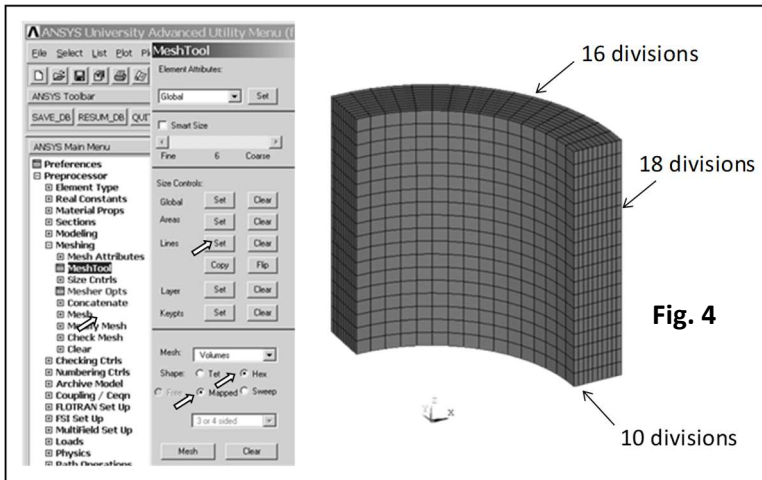 ANSYS University Advanced Utility Menu (
File Select List Plot
ANSYS Toolbar
SAVE_DB RESUM_DB
ANSYS Main Menu
Preferences
Preprocessor
Element Type
Real Constants
Material Props
Sections
Modeling
Meshing
Mesh Attributes
MeshTool
Size Cntrls
Mesher Opts
Concatenate
Mesh
Mesh
Check Mesh
Clear
Checking Ctrls
Numbering Ctrls
Archive Model
Coupling / Ceqn
FLOTRAN Set Up
FSI Set Up
MultiField Set Up
Loads
Physics
Path Operations
MeshTool
Element Attributes:
Global Set
Smart Size
Fine 6 Coarse
Size Controls:
Global Set Clear
Areas Set Clear
Lines Set Clear
Copy Flip
Layer Set Clear
Keypts Set Clear
Mesh: Volumes
Shape: Tet Hex
Free Mapped Sweep
3 or 4 sided
Mesh Clear
16 divisions
18 divisions
Fig. 4
10 divisions
Z
Y X